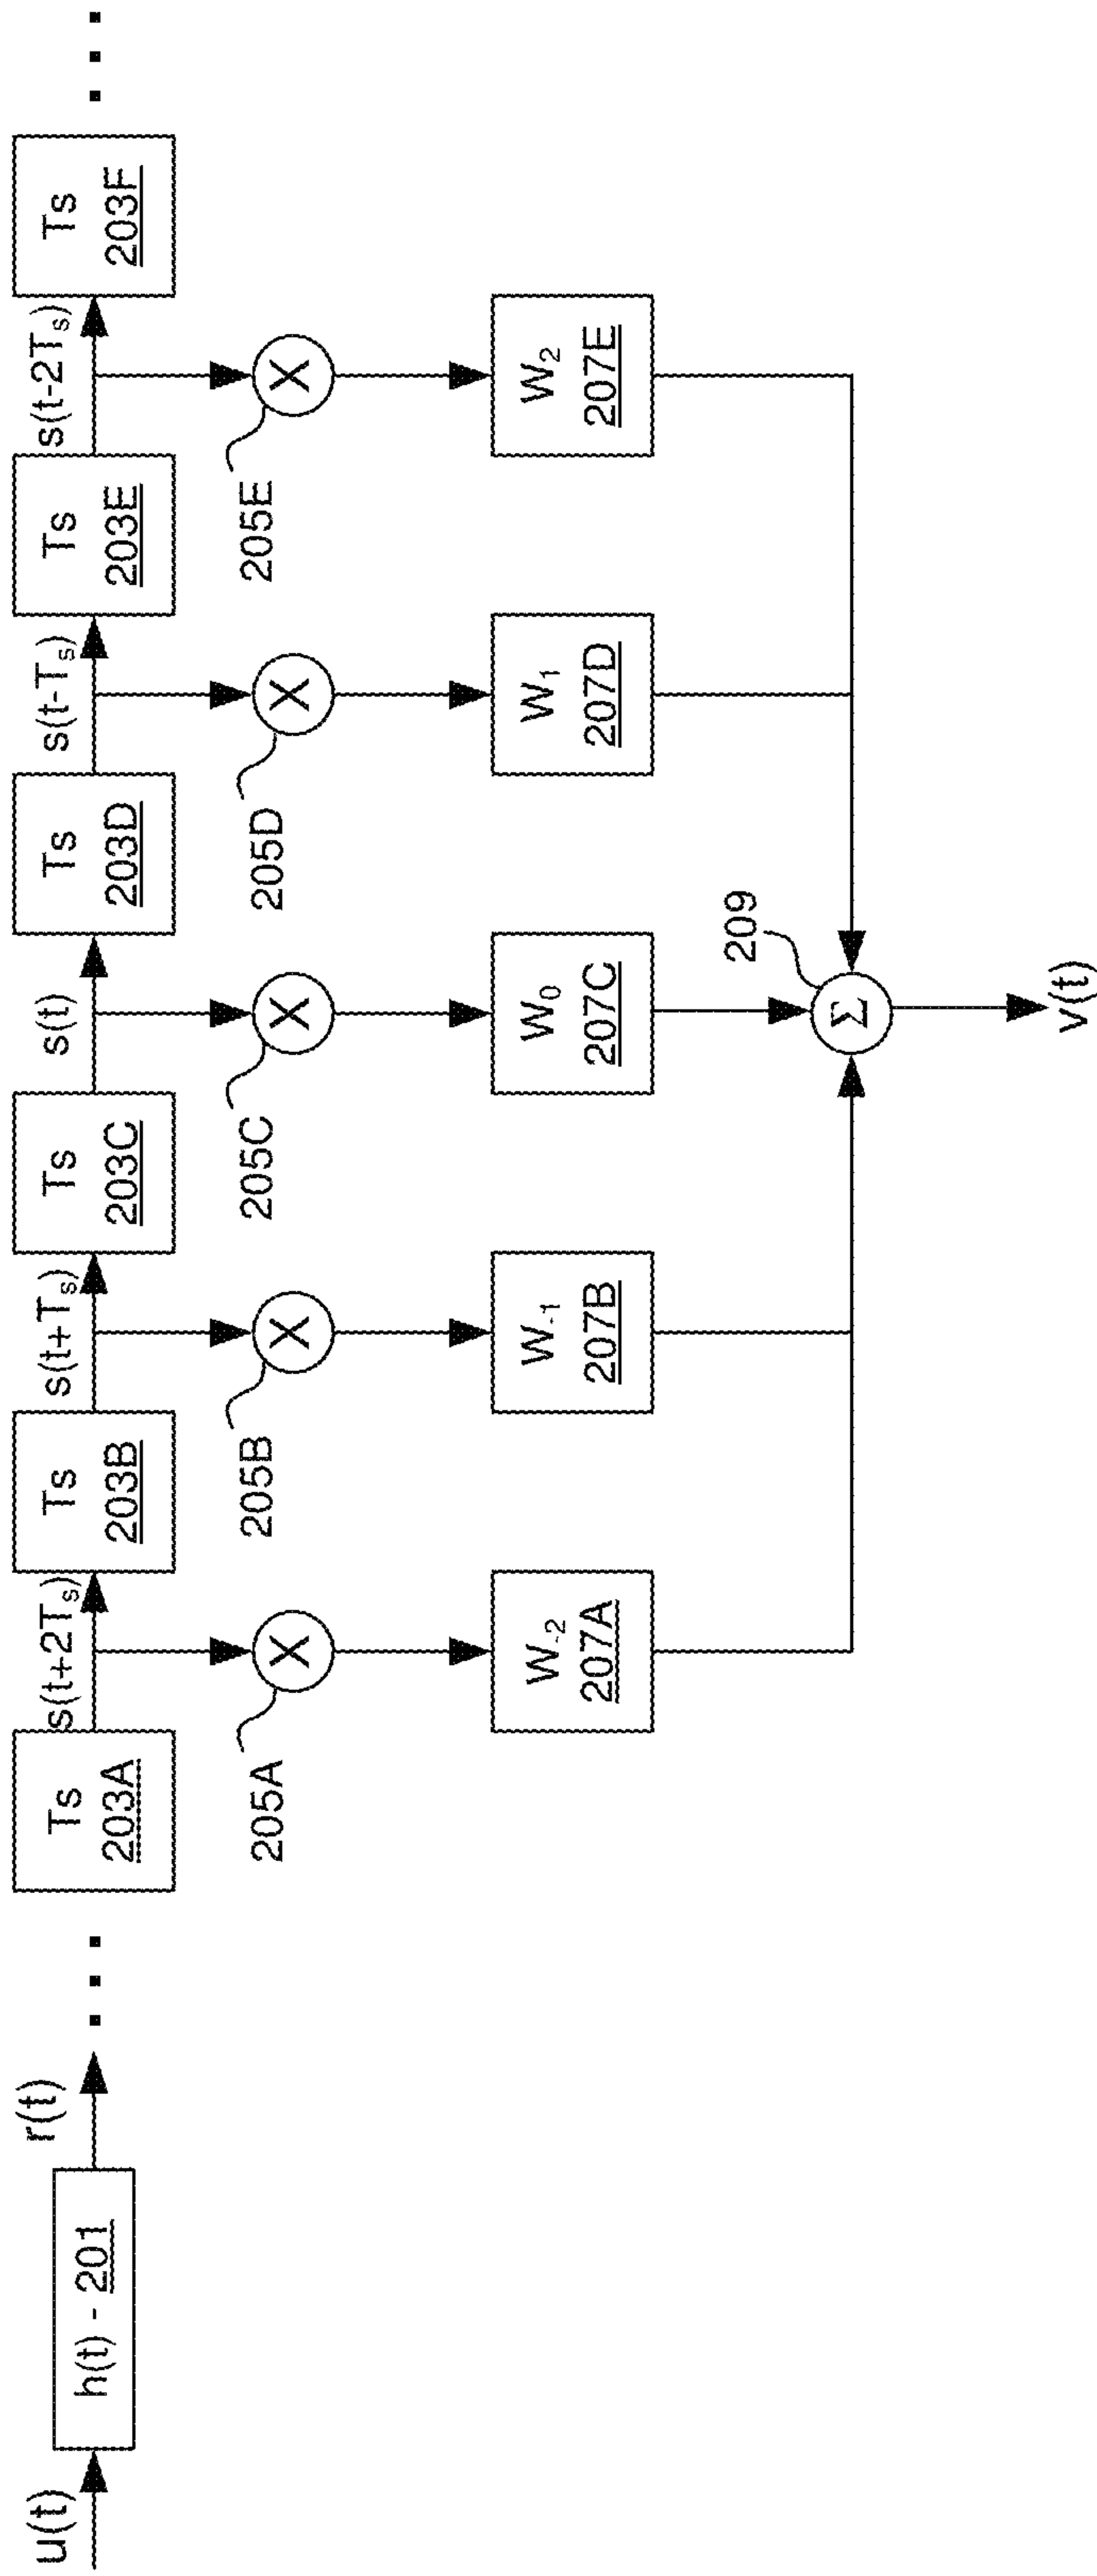 u(t)
h(t) - 201
r(t)
Ts
203A
s(t+2Ts)
Ts
203B
s(t+Ts)
Ts
203C
s(t)
Ts
203D
s(t-Ts)
Ts
203E
s(t-2Ts)
Ts
203F
X
205A
X
205B
X
205C
X
205D
X
205E
W-2
207A
W-1
207B
W0
207C
W1
207D
W2
207E
Σ
209
v(t)